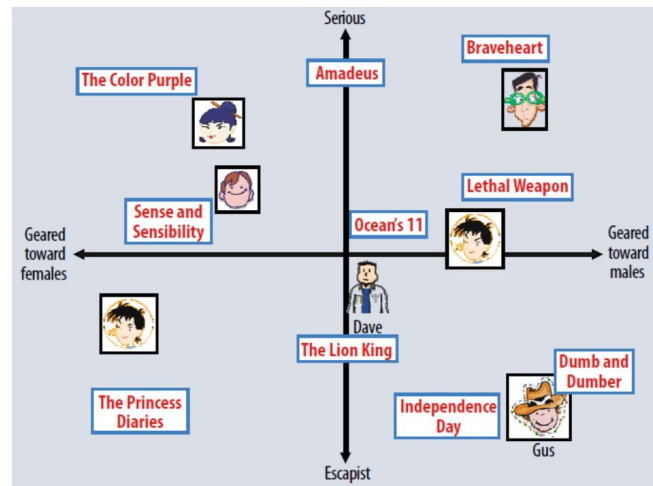 Serious
Braveheart
Amadeus
The Color Purple
Lethal Weapon
Sense and
Sensibility
Ocean's 11
Geared
toward
females
Geared
toward
males
Dave
The Lion King
Dumb and
Dumber
The Princess
Diaries
Independence
Day
Gus
Escapist